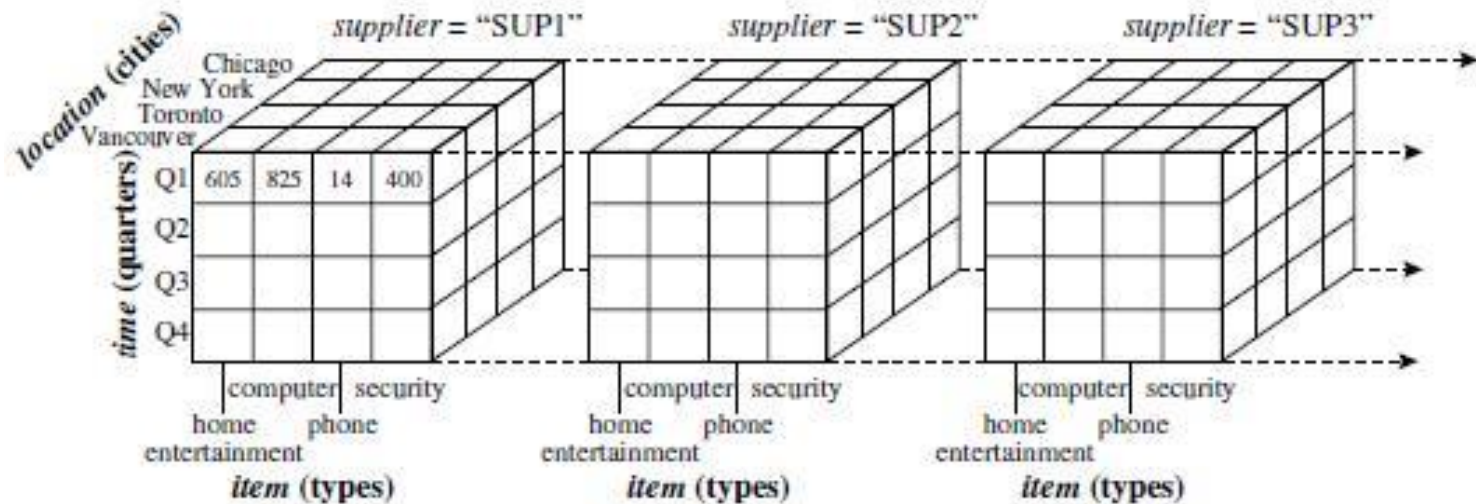 supplier = “SUP1” supplier = “SUP2” supplier = “SUP3”
location (cities)
Chicago
New York
Toronto
Vancouver
time (quarters)
Q1 605 825 14 400
Q2
Q3
Q4
computer security computer security computer security
home phone home phone home phone
entertainment entertainment entertainment
item (types) item (types) item (types)